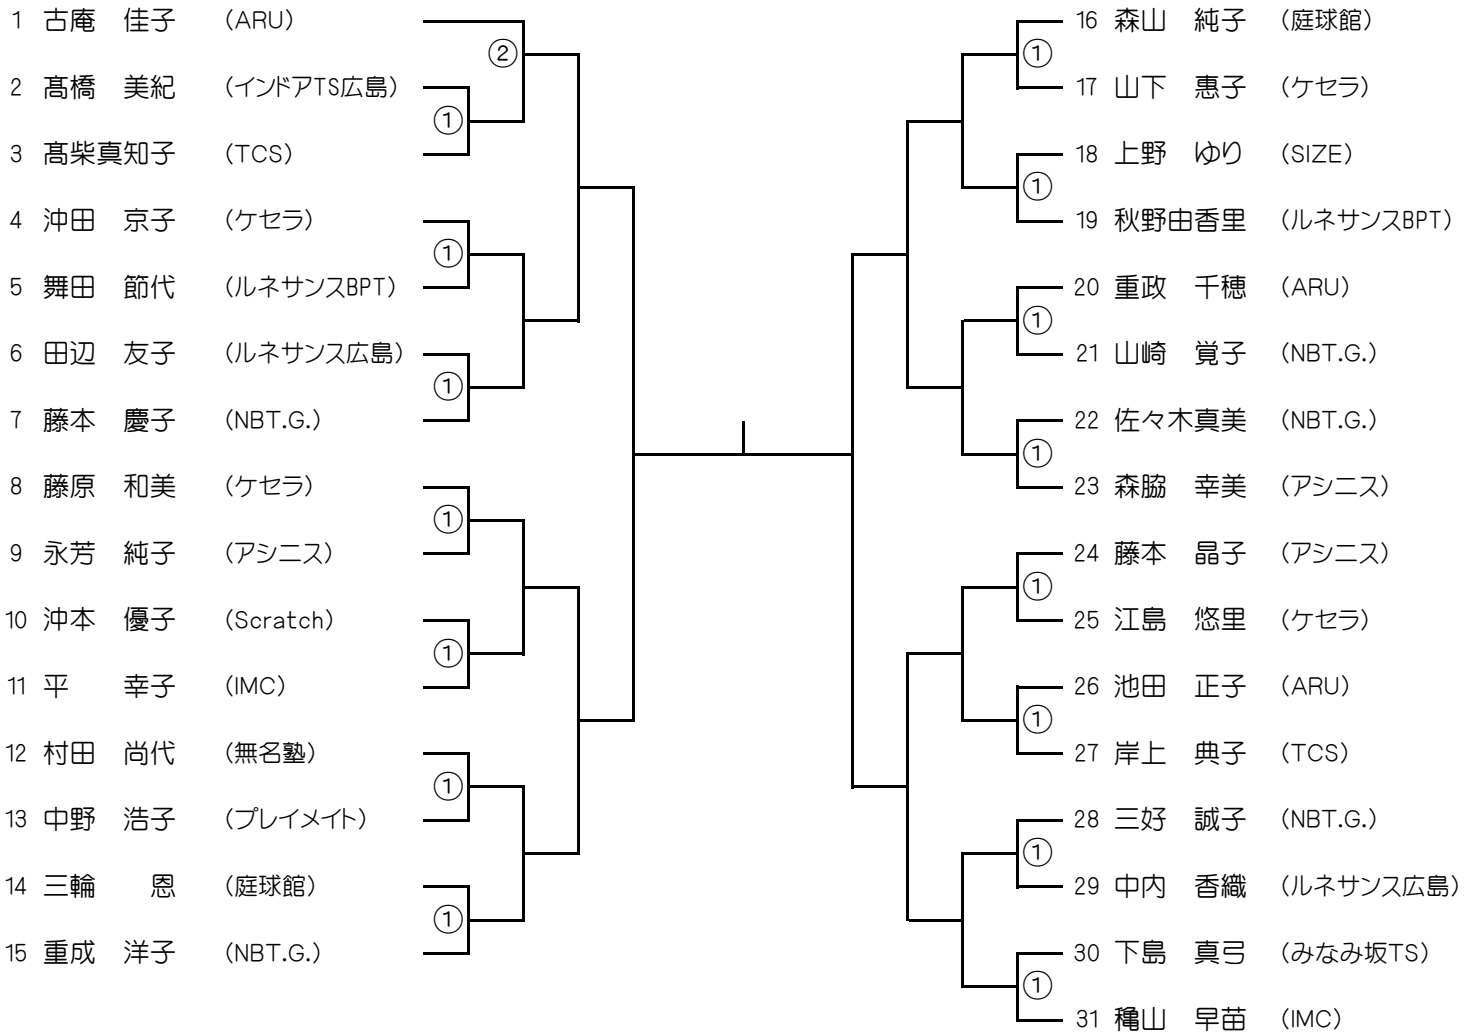 1 古庵　佳子 （ARU）
②
2 髙橋　美紀 （インドアTS広島）
①
3 髙柴真知子 （TCS）
4 沖田　京子 （ケセラ）
①
5 舞田　節代 （ルネサンスBPT）
6 田辺　友子 （ルネサンス広島）
①
7 藤本　慶子 （NBT.G.）
8 藤原　和美 （ケセラ）
①
9 永芳　純子 （アシニス）
10 沖本　優子 （Scratch）
①
11 平　　幸子 （IMC）
12 村田　尚代 （無名塾）
①
13 中野　浩子 （プレイメイト）
14 三輪　　恩 （庭球館）
①
15 重成　洋子 （NBT.G.）
16 森山　純子 （庭球館）
①
17 山下　惠子 （ケセラ）
18 上野　ゆり （SIZE）
①
19 秋野由香里 （ルネサンスBPT）
20 重政　千穂 （ARU）
①
21 山崎　覚子 （NBT.G.）
22 佐々木真美 （NBT.G.）
①
23 森脇　幸美 （アシニス）
24 藤本　晶子 （アシニス）
①
25 江島　悠里 （ケセラ）
26 池田　正子 （ARU）
①
27 岸上　典子 （TCS）
28 三好　誠子 （NBT.G.）
①
29 中内　香織 （ルネサンス広島）
30 下島　真弓 （みなみ坂TS）
①
31 穐山　早苗 （IMC）